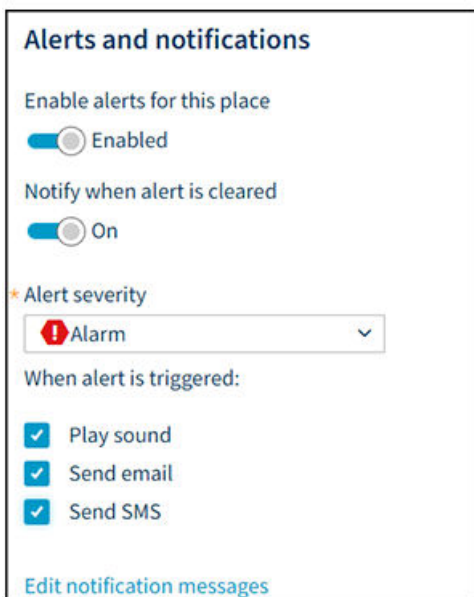 Alerts and notifications
Enable alerts for this place
Enabled
Notify when alert is cleared
On
* Alert severity
! Alarm
When alert is triggered:
Play sound
Send email
Send SMS
Edit notification messages